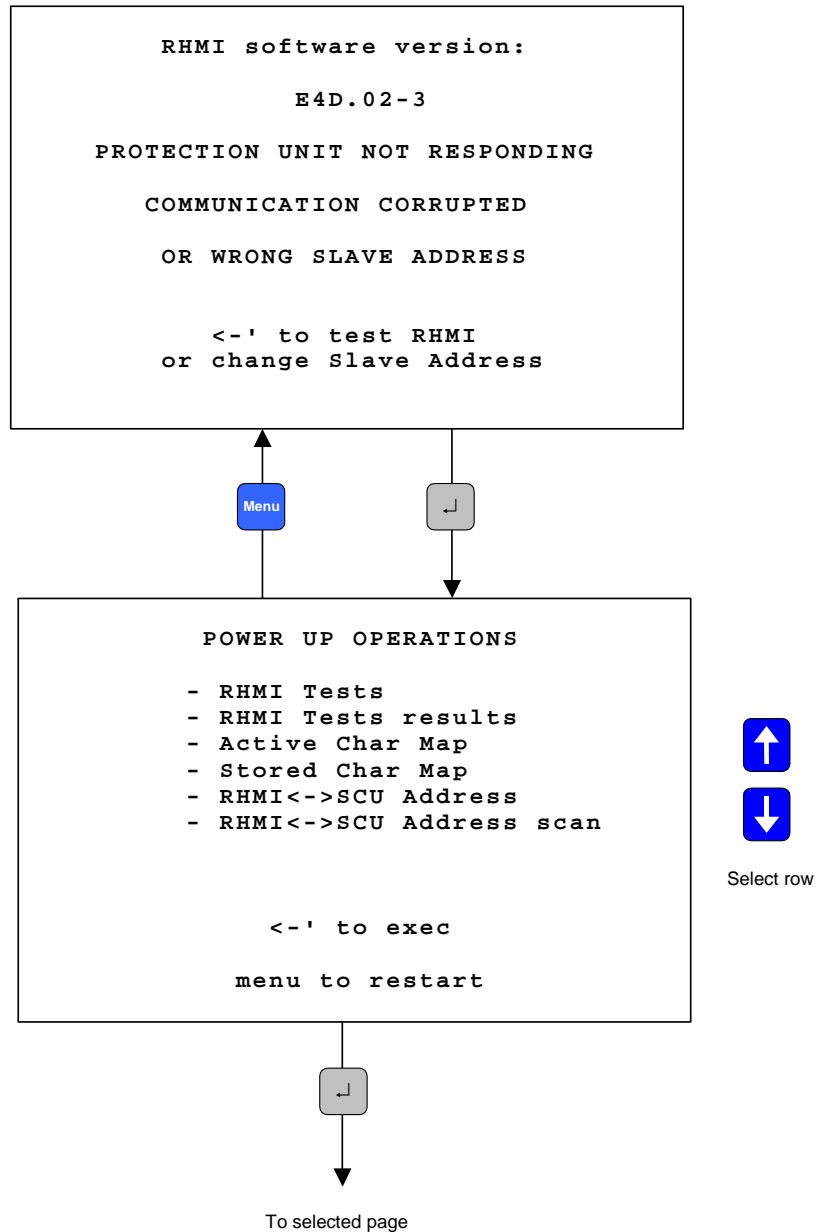 RHMI software version:
E4D.02-3
PROTECTION UNIT NOT RESPONDING
COMMUNICATION CORRUPTED
OR WRONG SLAVE ADDRESS
<-' to test RHMI
or change Slave Address
Menu
POWER UP OPERATIONS
- RHMI Tests
- RHMI Tests results
- Active Char Map
- Stored Char Map
- RHMI<->SCU Address
- RHMI<->SCU Address scan
Select row
<-' to exec
menu to restart
To selected page